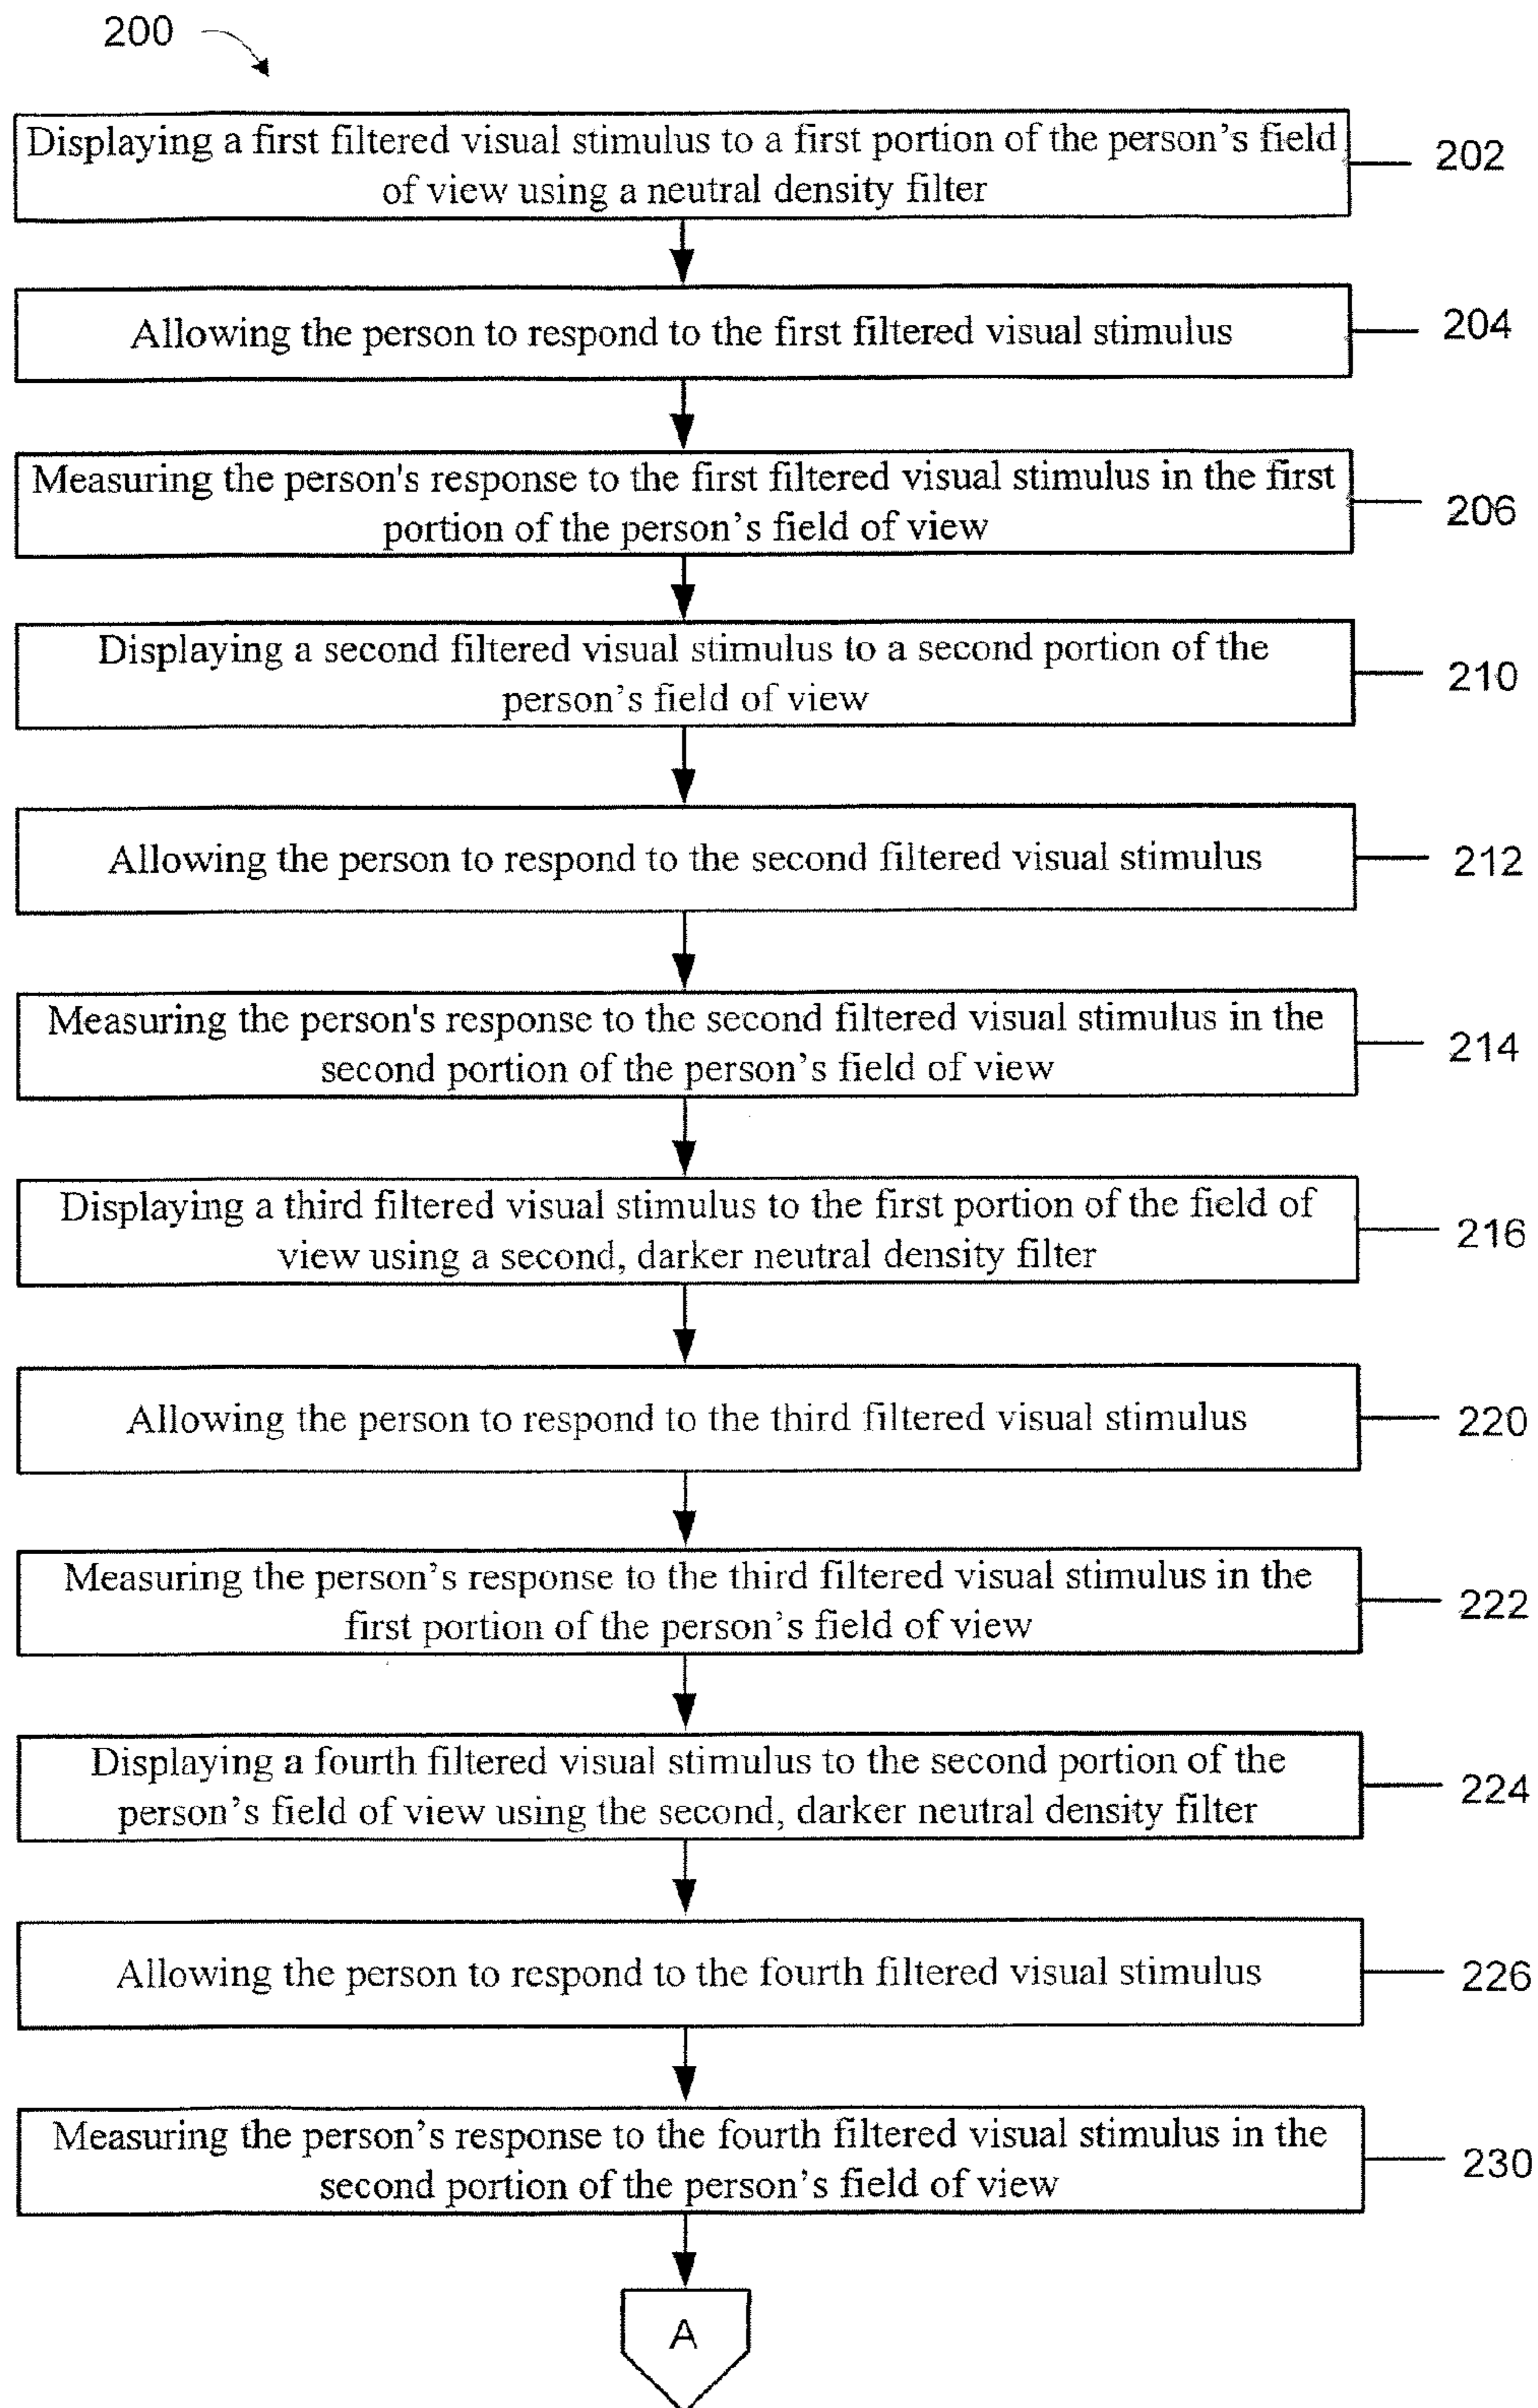 200
Displaying a first filtered visual stimulus to a first portion of the person’s field
of view using a neutral density filter
202
Allowing the person to respond to the first filtered visual stimulus
204
Measuring the person's response to the first filtered visual stimulus in the first
portion of the person’s field of view
206
Displaying a second filtered visual stimulus to a second portion of the
person’s field of view
210
Allowing the person to respond to the second filtered visual stimulus
212
Measuring the person's response to the second filtered visual stimulus in the
second portion of the person’s field of view
214
Displaying a third filtered visual stimulus to the first portion of the field of
view using a second, darker neutral density filter
216
Allowing the person to respond to the third filtered visual stimulus
220
Measuring the person’s response to the third filtered visual stimulus in the
first portion of the person’s field of view
222
Displaying a fourth filtered visual stimulus to the second portion of the
person’s field of view using the second, darker neutral density filter
224
Allowing the person to respond to the fourth filtered visual stimulus
226
Measuring the person’s response to the fourth filtered visual stimulus in the
second portion of the person’s field of view
230
A